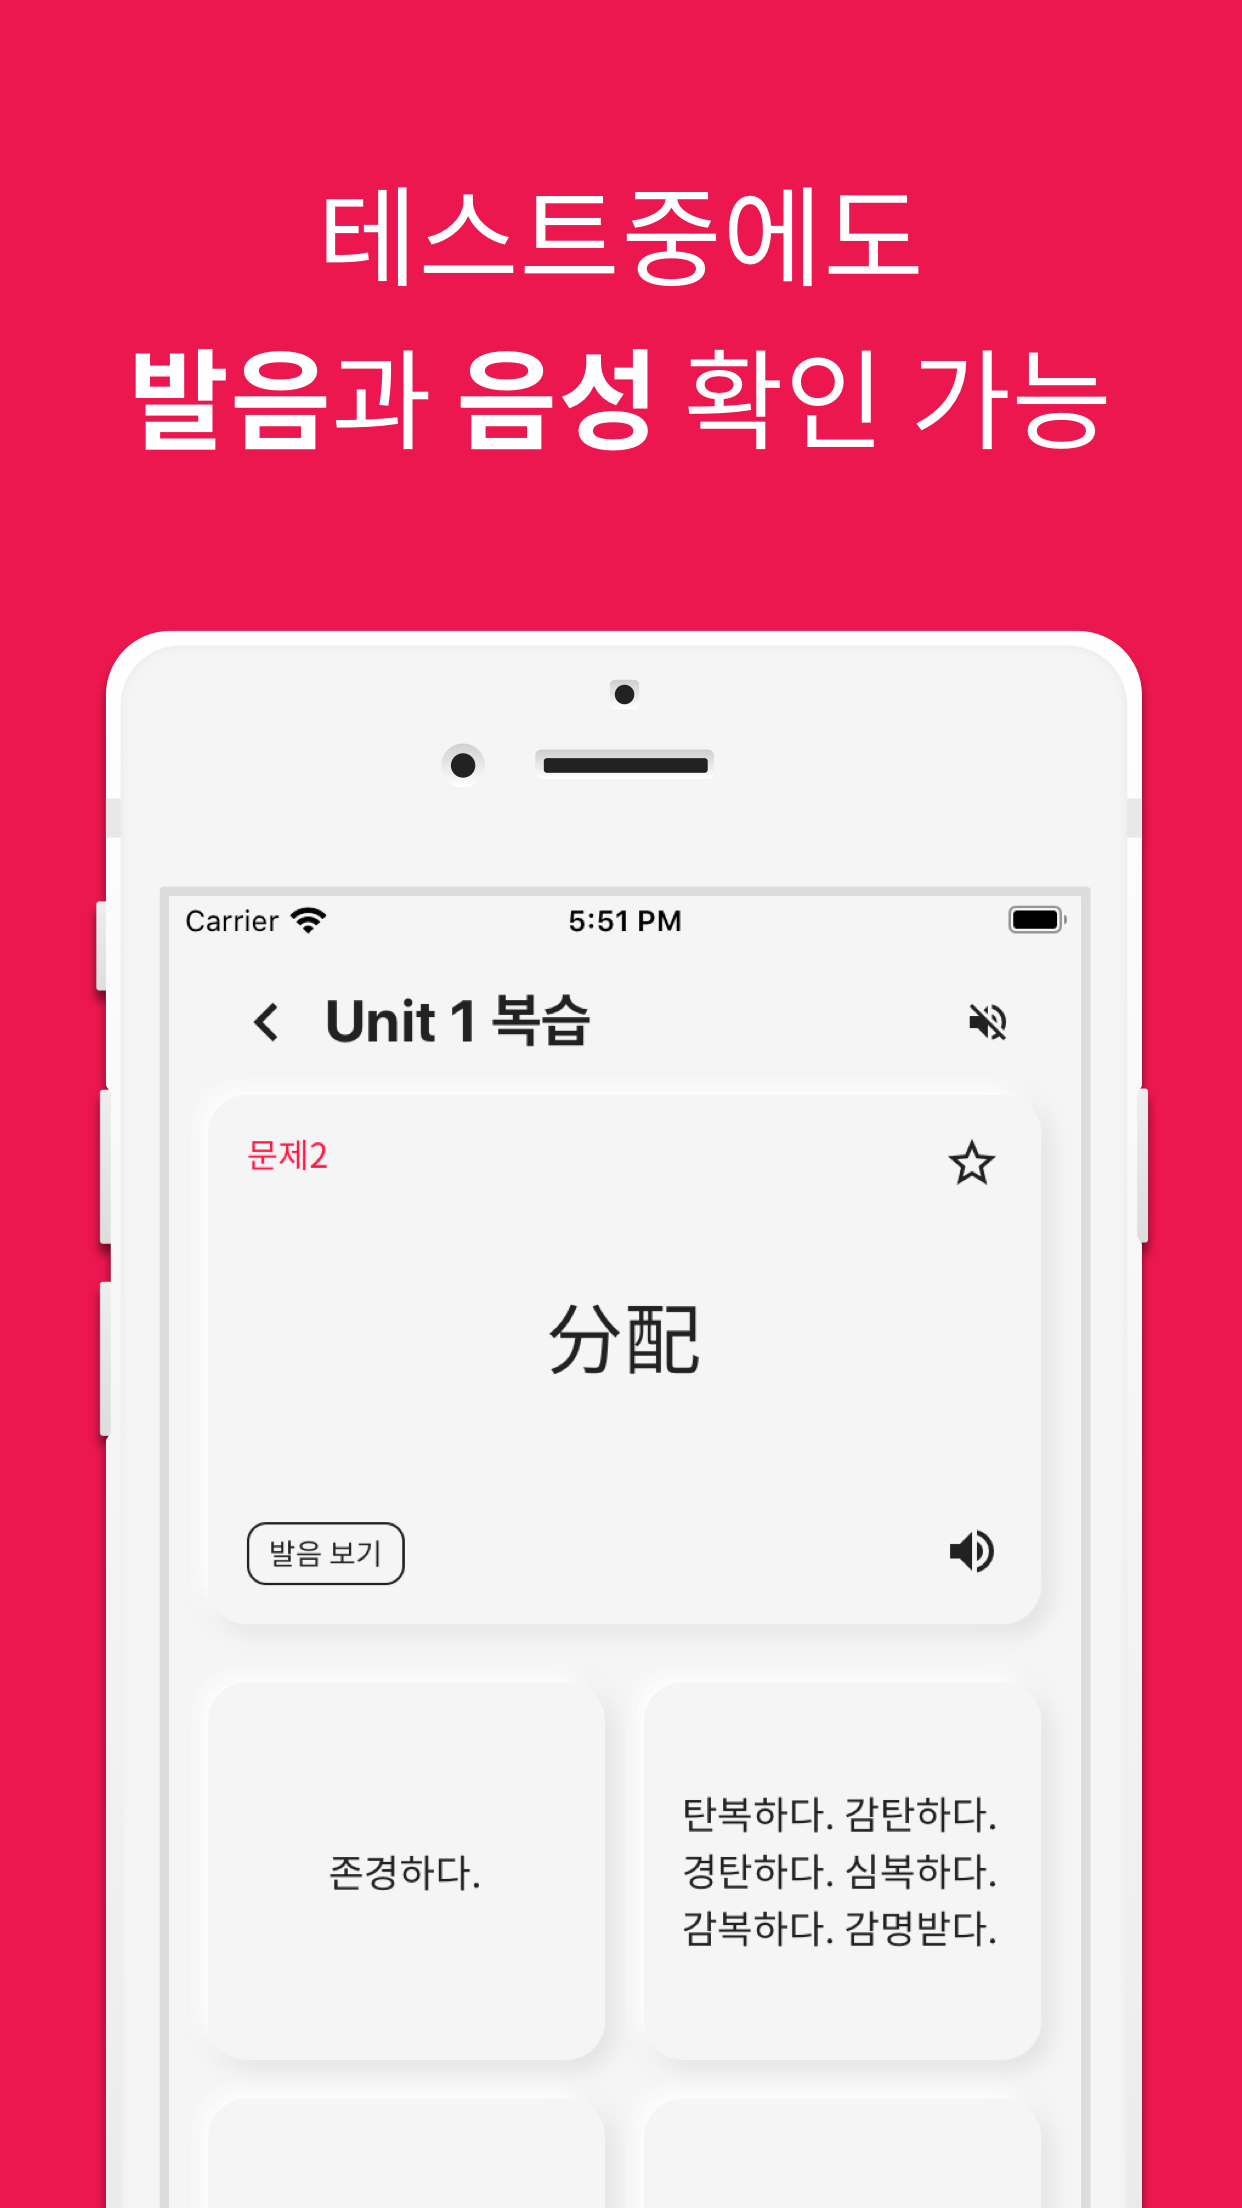 테스트중에도
발음과 음성 확인 가능
Carrier 5:51 PM
Unit 1 복습
문제2
分配
발음 보기
존경하다.
탄복하다. 감탄하다.
경탄하다. 심복하다.
감복하다. 감명받다.